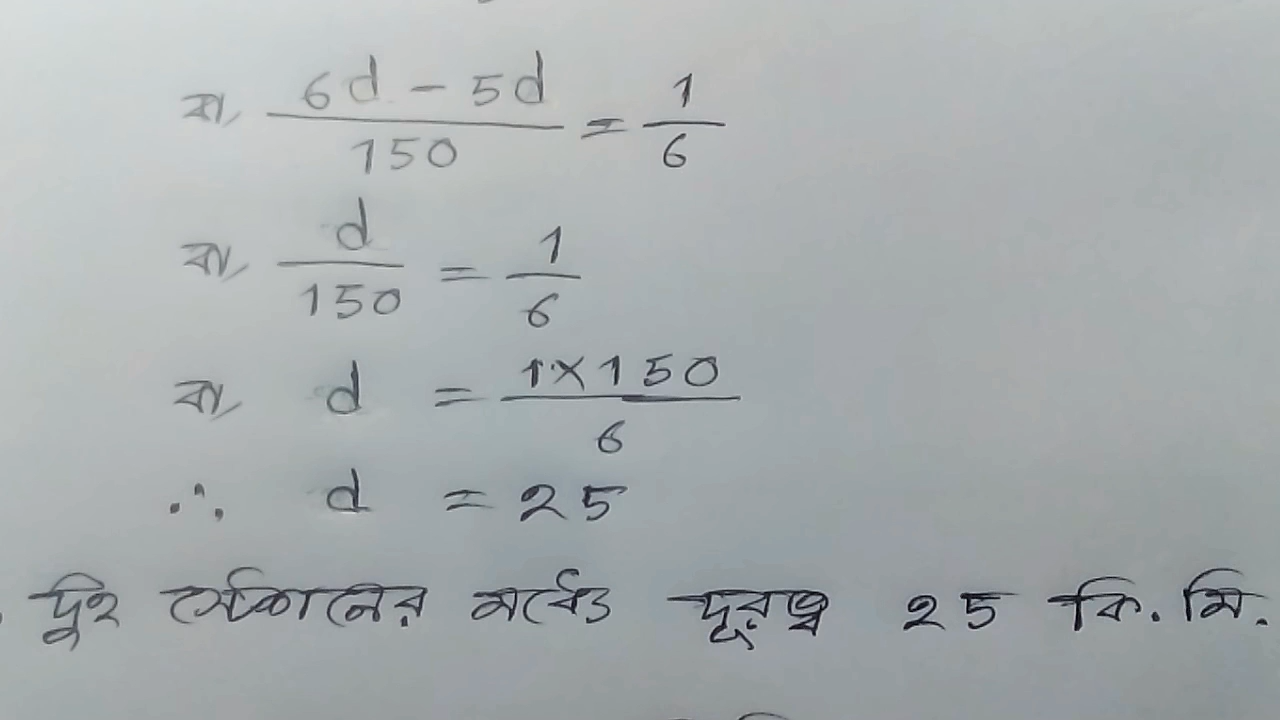 বা, 6d - 5d / 150 = 1/6
বা, d/150 = 1/6
বা, d = 1×150 / 6
∴ d = 25
দুই স্টেশনের মধ্যে দূরত্ব 25 কি.মি.